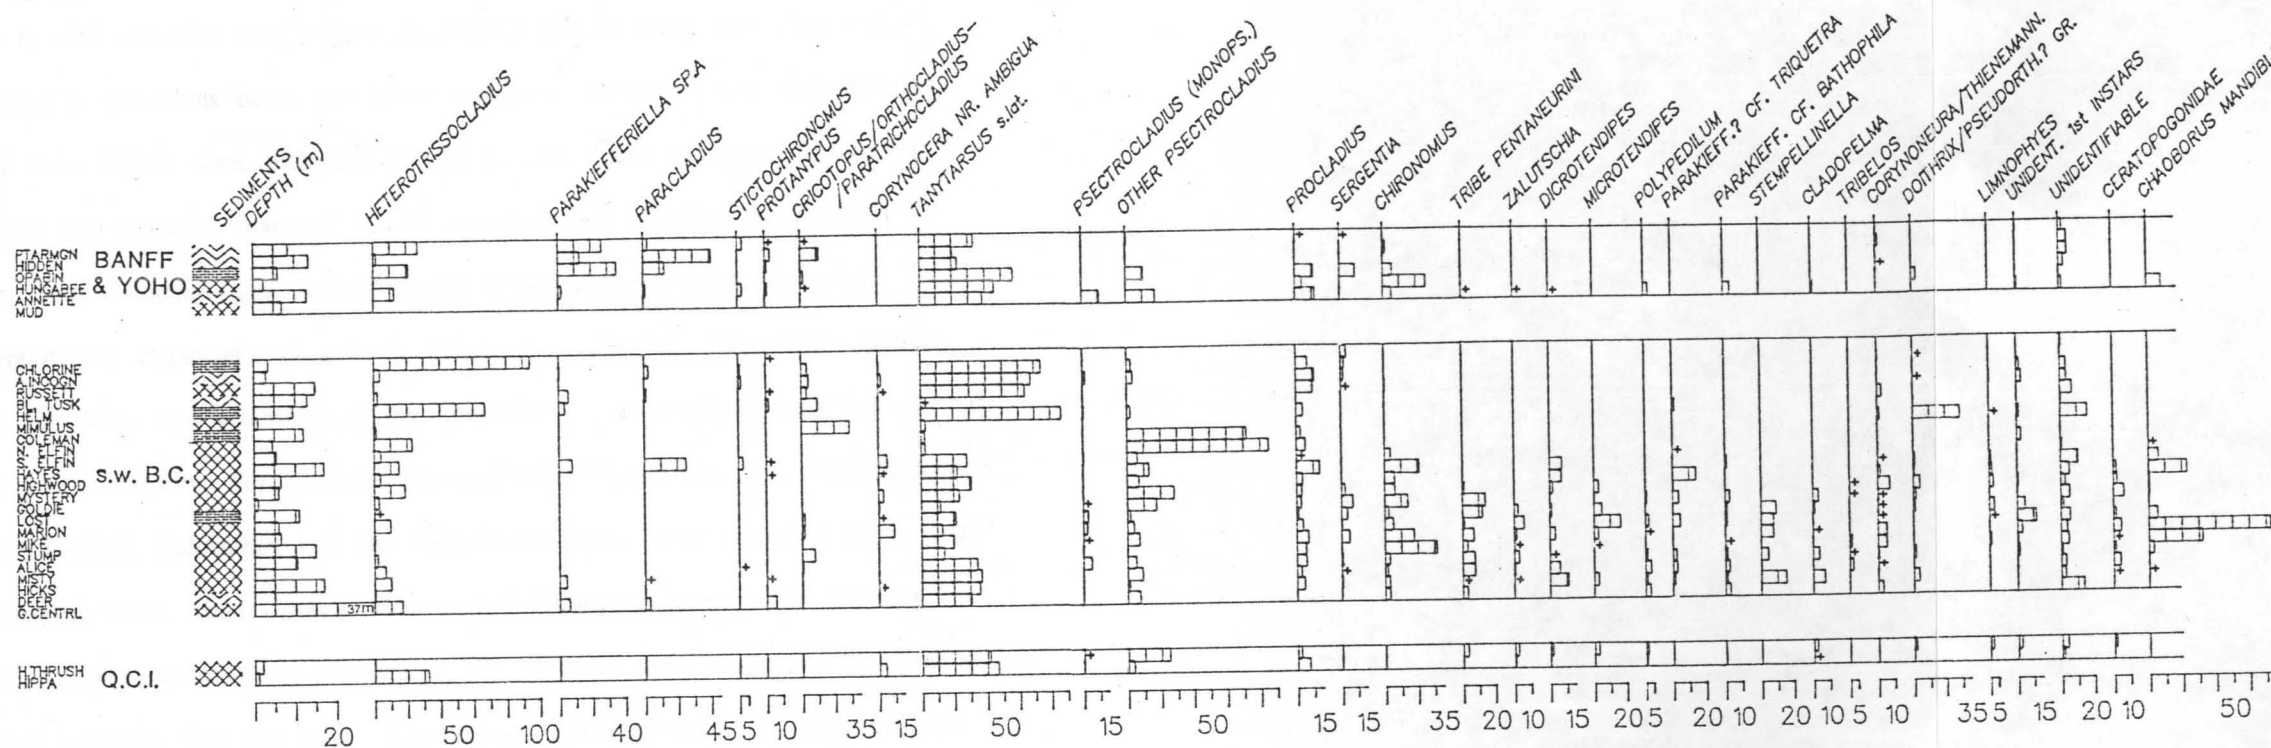 SEDIMENTS
DEPTH (m)
HETEROTRISSOCLADIUS
PARAKIEFFERIELLA SP.A
PARACLADIUS
STICTOCHIRONOMUS
PROTANYPUS
CRICOTOPUS/ORTHOCLADIUS-
/PARATRICHOCLADIUS
CORYNOCERA NR. AMBIGUA
TANYTARSUS s.lat.
PSECTROCLADIUS (MONOPS.)
OTHER PSECTROCLADIUS
PROCLADIUS
SERGENTIA
CHIRONOMUS
TRIBE PENTANEURINI
ZALUTSCHIA
DICROTENDIPES
MICROTENDIPES
POLYPEDILUM
PARAKIEFF.? CF. TRIQUETRA
PARAKIEFF. CF. BATHOPHILA
STEMPELLINELLA
CLADOPELMA
TRIBELOS
CORYNONEURA/THIENEMANN.
DOITHRIX/PSEUDORTH.? GR.
LIMNOPHYES
UNIDENT. 1st INSTARS
UNIDENTIFIABLE
CERATOPOGONIDAE
CHAOBORUS MANDIBL
BANFF
& YOHO
PTARMGN
HIDDEN
OPABIN
HUNGABEE
ANNETTE
MUD
s.w. B.C.
CHLORINE
A.INCOGN
RUSSETT
BL. TUSK
HELM
MIMULUS
COLEMAN
N. ELFIN
S. ELFIN
HAYES
HIGHWOOD
MYSTERY
GOLDIE
LOST
MARION
MIKE
STUMP
ALICE
MISTY
HICKS
DEER
G.CENTRL
37m
Q.C.I.
H.THRUSH
HIPPA
20 50 100 40 45 5 10 35 15 50 15 50 15 15 35 20 10 15 20 5 20 10 20 10 5 10 35 5 15 20 10 50